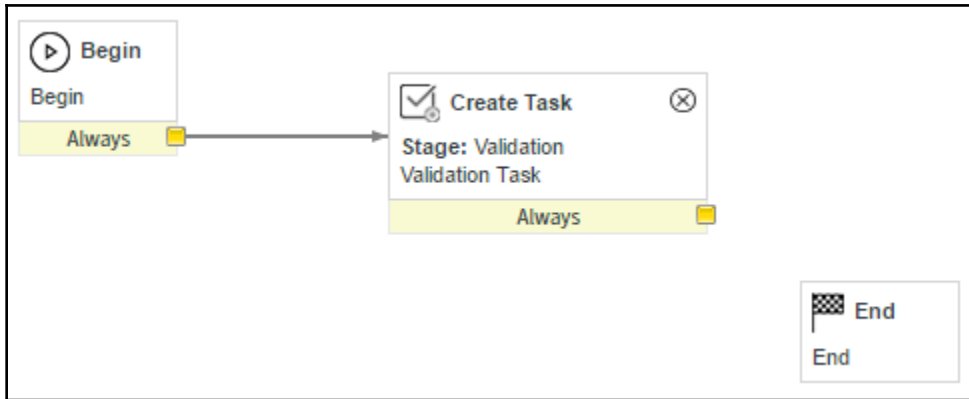 Begin
Begin
Always
Create Task
Stage: Validation
Validation Task
Always
End
End